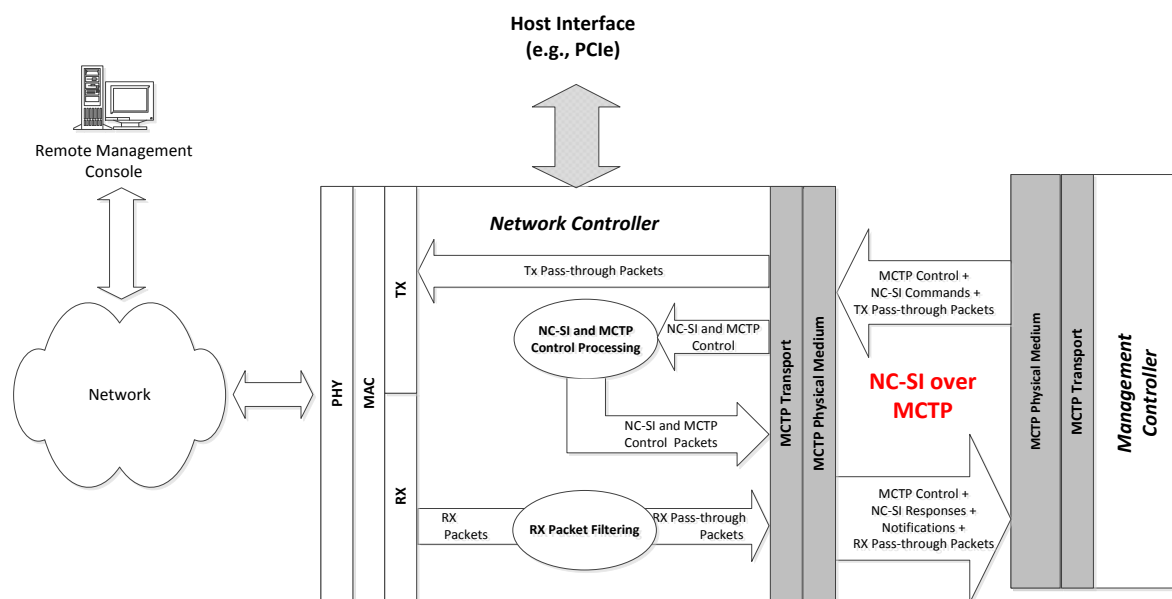 Host Interface
(e.g., PCIe)
Remote Management
Console
Network
PHY
MAC
TX
RX
Network Controller
Tx Pass-through Packets
NC-SI and MCTP
Control Processing
NC-SI and MCTP
Control
NC-SI and MCTP
Control Packets
RX
Packets
RX Packet Filtering
RX Pass-through
Packets
MCTP Transport
MCTP Physical Medium
MCTP Control +
NC-SI Commands +
TX Pass-through Packets
NC-SI over
MCTP
MCTP Control +
NC-SI Responses +
Notifications +
RX Pass-through Packets
MCTP Physical Medium
MCTP Transport
Management
Controller